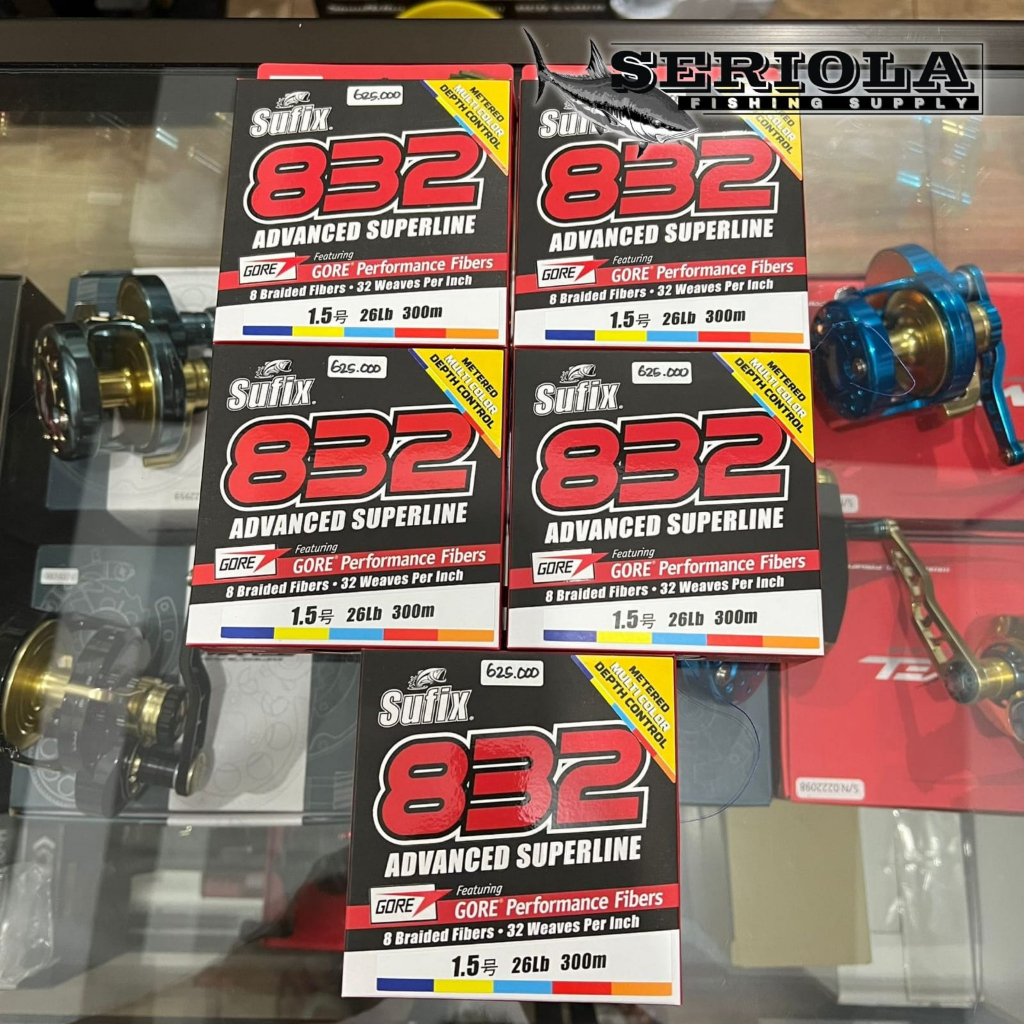 SERIOLA
FISHING SUPPLY
Sufix
625.000
METERED
MULTI COLOR
DEPTH CONTROL
832
ADVANCED SUPERLINE
GORE
Featuring
GORE® Performance Fibers
8 Braided Fibers • 32 Weaves Per Inch
1.5号 26Lb 300m
Sufix
METERED
MULTI COLOR
DEPTH CONTROL
832
ADVANCED SUPERLINE
GORE
Featuring
GORE® Performance Fibers
8 Braided Fibers • 32 Weaves Per Inch
1.5号 26Lb 300m
Sufix
625.000
METERED
MULTI COLOR
DEPTH CONTROL
832
ADVANCED SUPERLINE
GORE
Featuring
GORE® Performance Fibers
8 Braided Fibers • 32 Weaves Per Inch
1.5号 26Lb 300m
Sufix
625.000
METERED
MULTI COLOR
DEPTH CONTROL
832
ADVANCED SUPERLINE
GORE
Featuring
GORE® Performance Fibers
8 Braided Fibers • 32 Weaves Per Inch
1.5号 26Lb 300m
Sufix
625.000
METERED
MULTI COLOR
DEPTH CONTROL
832
ADVANCED SUPERLINE
GORE
Featuring
GORE® Performance Fibers
8 Braided Fibers • 32 Weaves Per Inch
1.5号 26Lb 300m
S/N 0222098